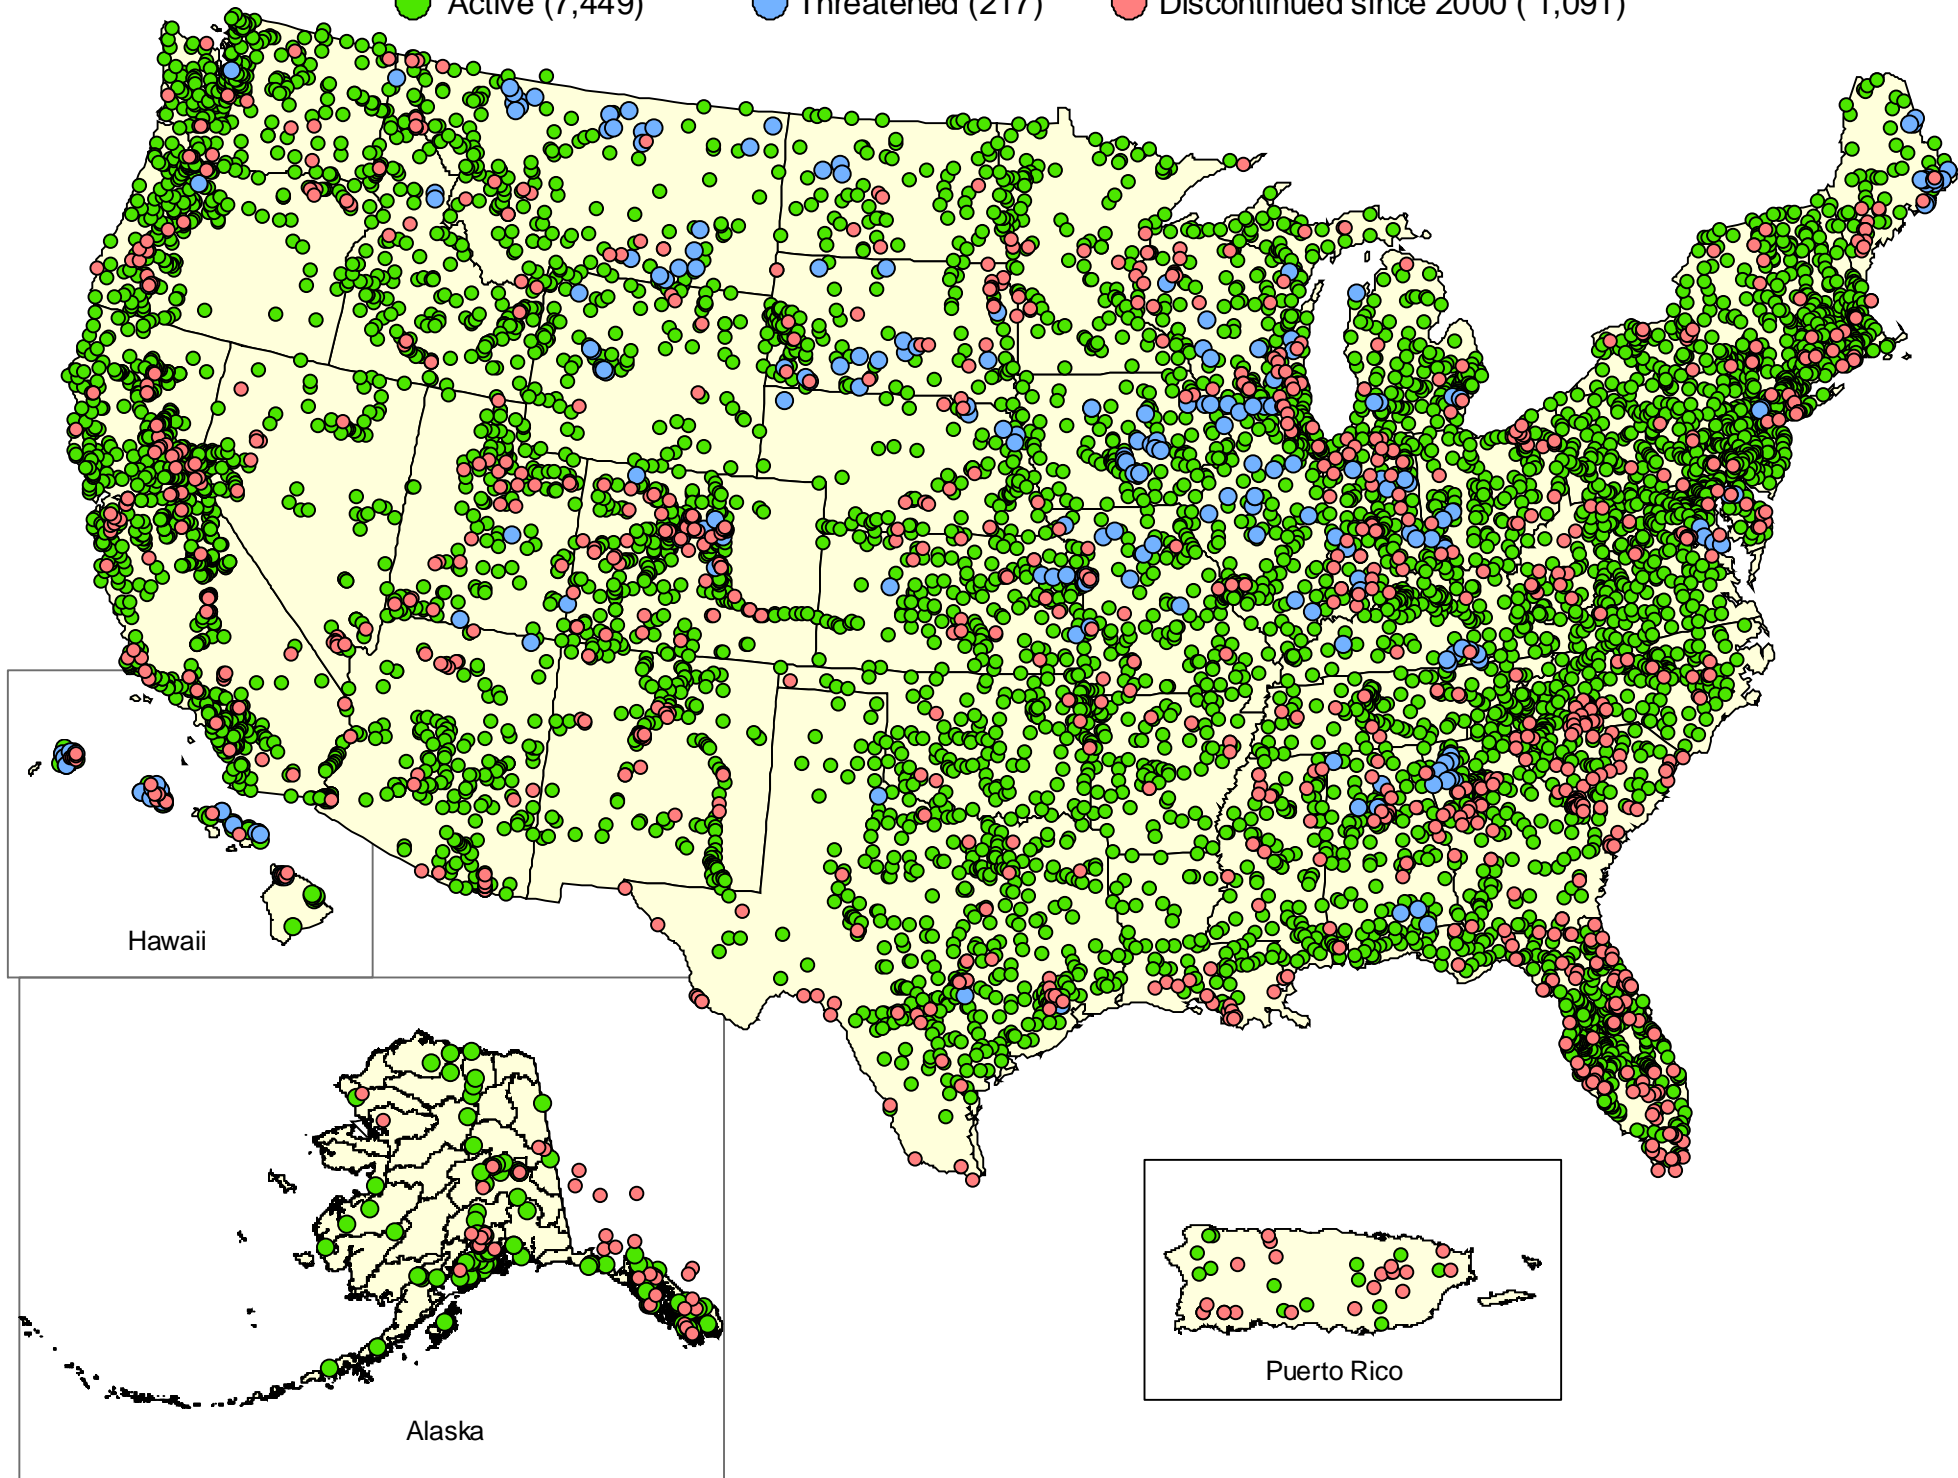 Active (7,449) Threatened (217) Discontinued since 2000 ( 1,091)
Hawaii
Puerto Rico
Alaska